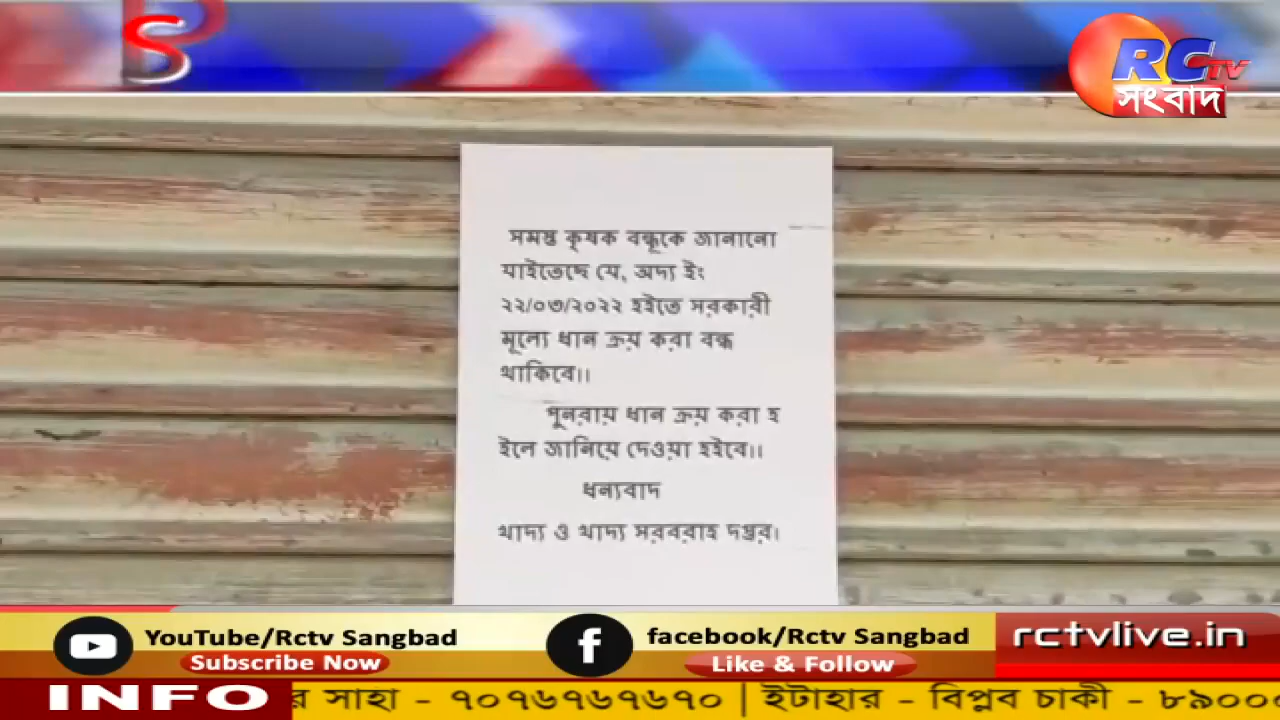 RC TV
সংবাদ
সমস্ত কৃষক বন্ধূকে জানানো
যাইতেছে যে, অদ্য ইং
২২/০৩/২০২২ হইতে সরকারী
মূল্যে ধান ক্রয় করা বন্ধ
থাকিবে।।
পুনরায় ধান ক্রয় করা হ
ইলে জানিয়ে দেওয়া হইবে।।
ধন্যবাদ
খাদ্য ও খাদ্য সরবরাহ দপ্তর।
YouTube/Rctv Sangbad
Subscribe Now
facebook/Rctv Sangbad
Like & Follow
rctvlive.in
INFO
র সাহা - ৭০৭৬৭৬৭৬৭০ | ইটাহার - বিপ্লব চাকী - ৮৯০০